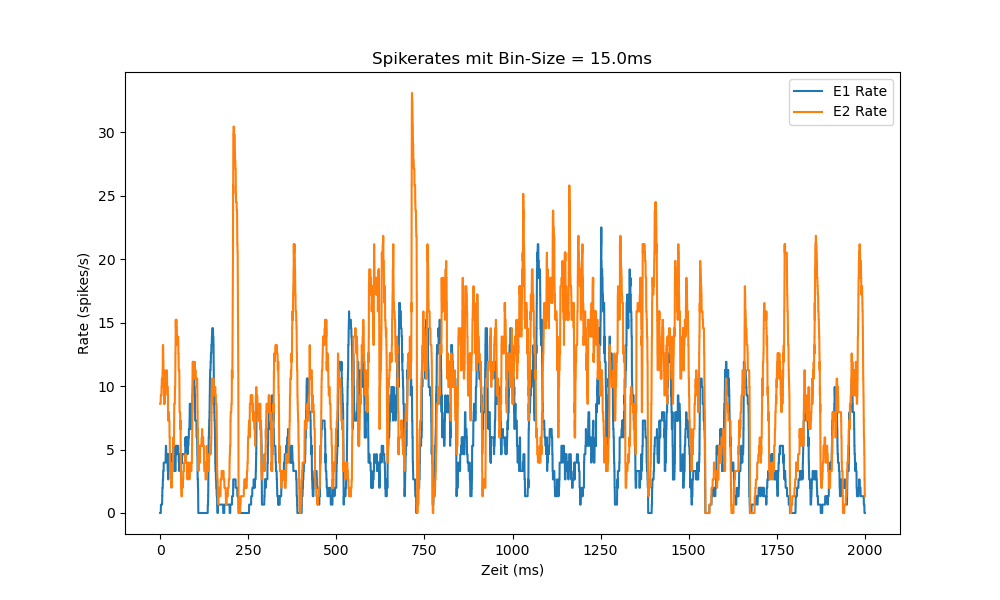 Spikerates mit Bin-Size = 15.0ms
E1 Rate
E2 Rate
30
25
20
15
10
5
0
Rate (spikes/s)
0 250 500 750 1000 1250 1500 1750 2000
Zeit (ms)